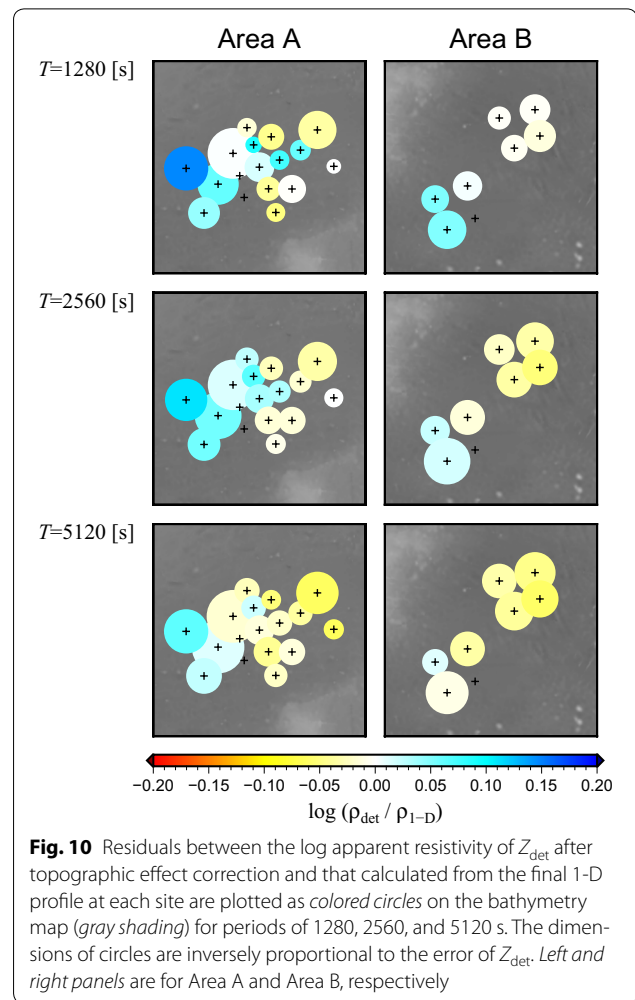 Area A Area B
T=1280 [s]
T=2560 [s]
T=5120 [s]
−0.20 −0.15 −0.10 −0.05 0.00 0.05 0.10 0.15 0.20
log (ρdet / ρ1−D)
Fig. 10 Residuals between the log apparent resistivity of Zdet after
topographic effect correction and that calculated from the final 1-D
profile at each site are plotted as colored circles on the bathymetry
map (gray shading) for periods of 1280, 2560, and 5120 s. The dimen-
sions of circles are inversely proportional to the error of Zdet. Left and
right panels are for Area A and Area B, respectively